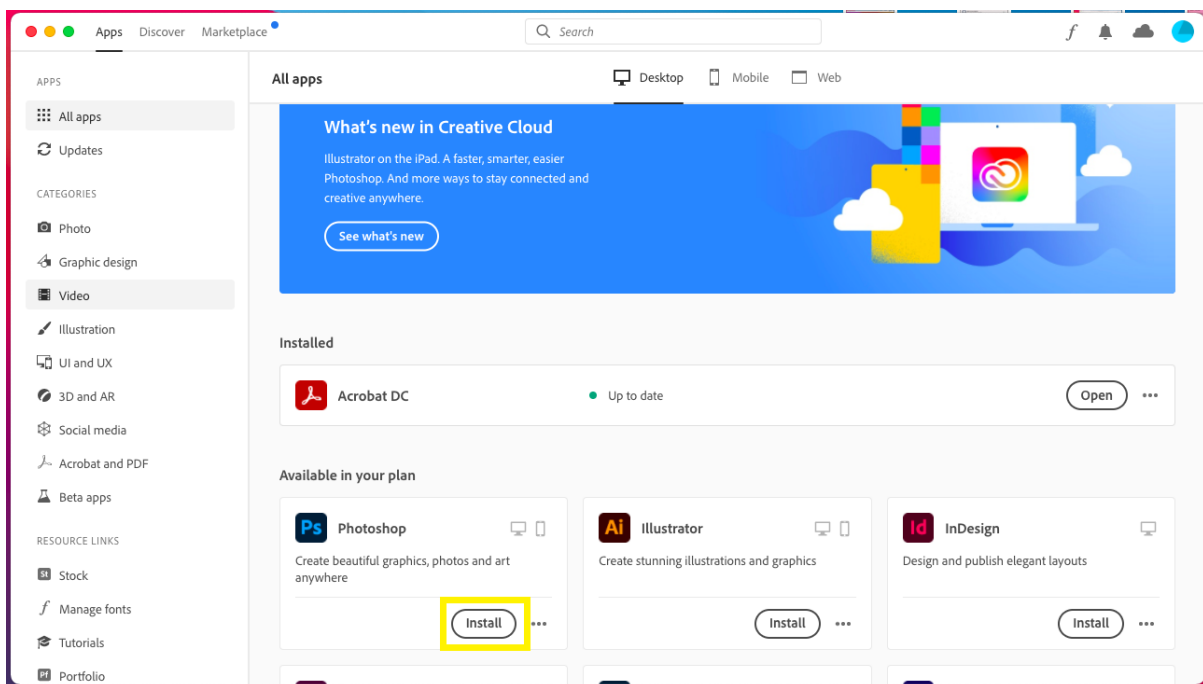 Apps Discover Marketplace Search
APPS
All apps
Updates
CATEGORIES
Photo
Graphic design
Video
Illustration
UI and UX
3D and AR
Social media
Acrobat and PDF
Beta apps
RESOURCE LINKS
St Stock
Manage fonts
Tutorials
Pf Portfolio
All apps Desktop Mobile Web
What's new in Creative Cloud
Illustrator on the iPad. A faster, smarter, easier
Photoshop. And more ways to stay connected and
creative anywhere.
See what's new
Installed
Acrobat DC Up to date Open
Available in your plan
Ps Photoshop
Create beautiful graphics, photos and art
anywhere
Install
Ai Illustrator
Create stunning illustrations and graphics
Install
Id InDesign
Design and publish elegant layouts
Install